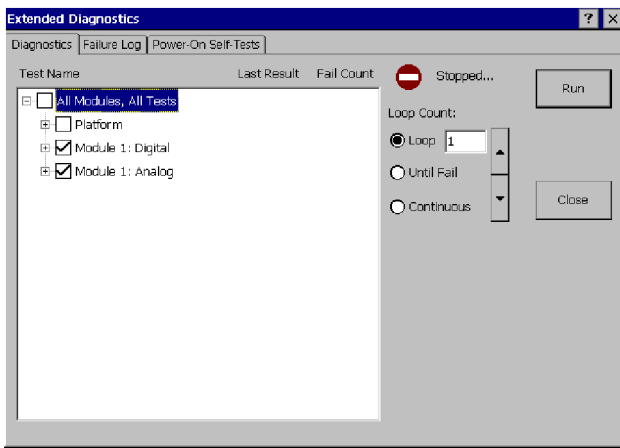 Extended Diagnostics
Diagnostics Failure Log Power-On Self-Tests
Test Name Last Result Fail Count
All Modules, All Tests
Platform
Module 1: Digital
Module 1: Analog
Stopped...
Run
Loop Count:
Loop 1
Until Fail
Continuous
Close